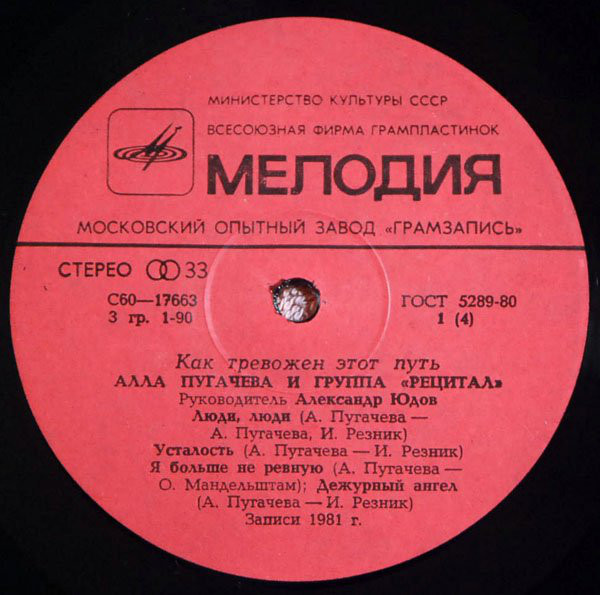 МИНИСТЕРСТВО КУЛЬТУРЫ СССР
ВСЕСОЮЗНАЯ ФИРМА ГРАМПЛАСТИНОК
МЕЛОДИЯ
МОСКОВСКИЙ ОПЫТНЫЙ ЗАВОД «ГРАМЗАПИСЬ»
СТЕРЕО 33
С60—17663 ГОСТ 5289-80
3 гр. 1-90 1 (4)
Как тревожен этот путь
АЛЛА ПУГАЧЕВА И ГРУППА «РЕЦИТАЛ»
Руководитель Александр Юдов
Люди, люди (А. Пугачева —
А. Пугачева, И. Резник)
Усталость (А. Пугачева — И. Резник)
Я больше не ревную (А. Пугачева —
О. Мандельштам); Дежурный ангел
(А. Пугачева — И. Резник)
Записи 1981 г.